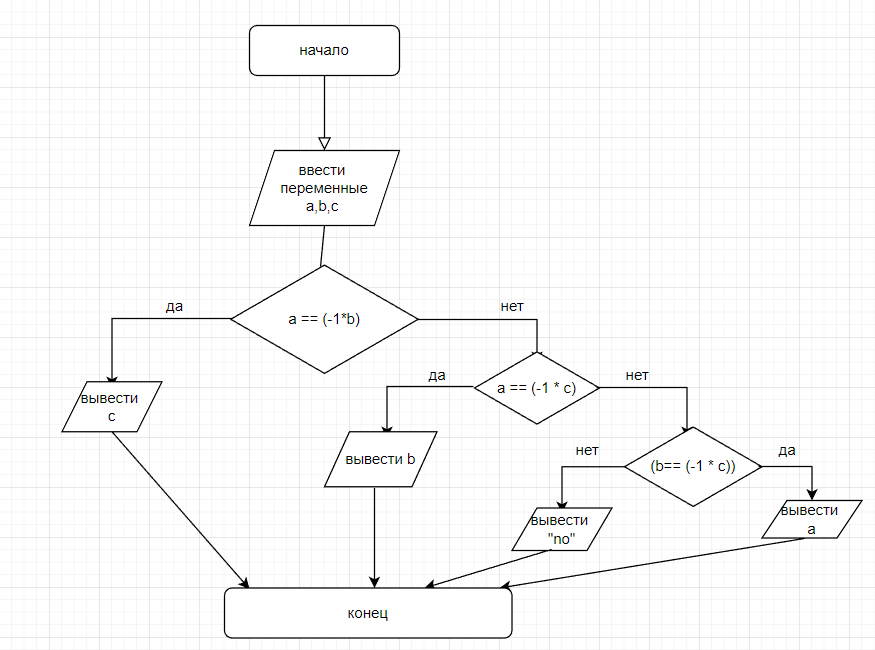 начало
ввести
переменные
a,b,c
a == (-1*b)
да
нет
вывести
c
a == (-1 * c)
да
нет
вывести b
(b== (-1 * c))
нет
да
вывести
"no"
вывести
a
конец